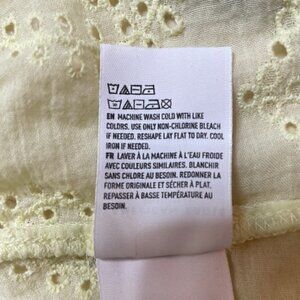 EN MACHINE WASH COLD WITH LIKE
COLORS. USE ONLY NON-CHLORINE BLEACH
IF NEEDED. RESHAPE LAY FLAT TO DRY. COOL
IRON IF NEEDED.
FR LAVER À LA MACHINE À L'EAU FROIDE
AVEC COULEURS SIMILAIRES. BLANCHIR
SANS CHLORE AU BESOIN. REDONNER LA
FORME ORIGINALE ET SÉCHER À PLAT,
REPASSER À BASSE TEMPÉRATURE AU
BESOIN.